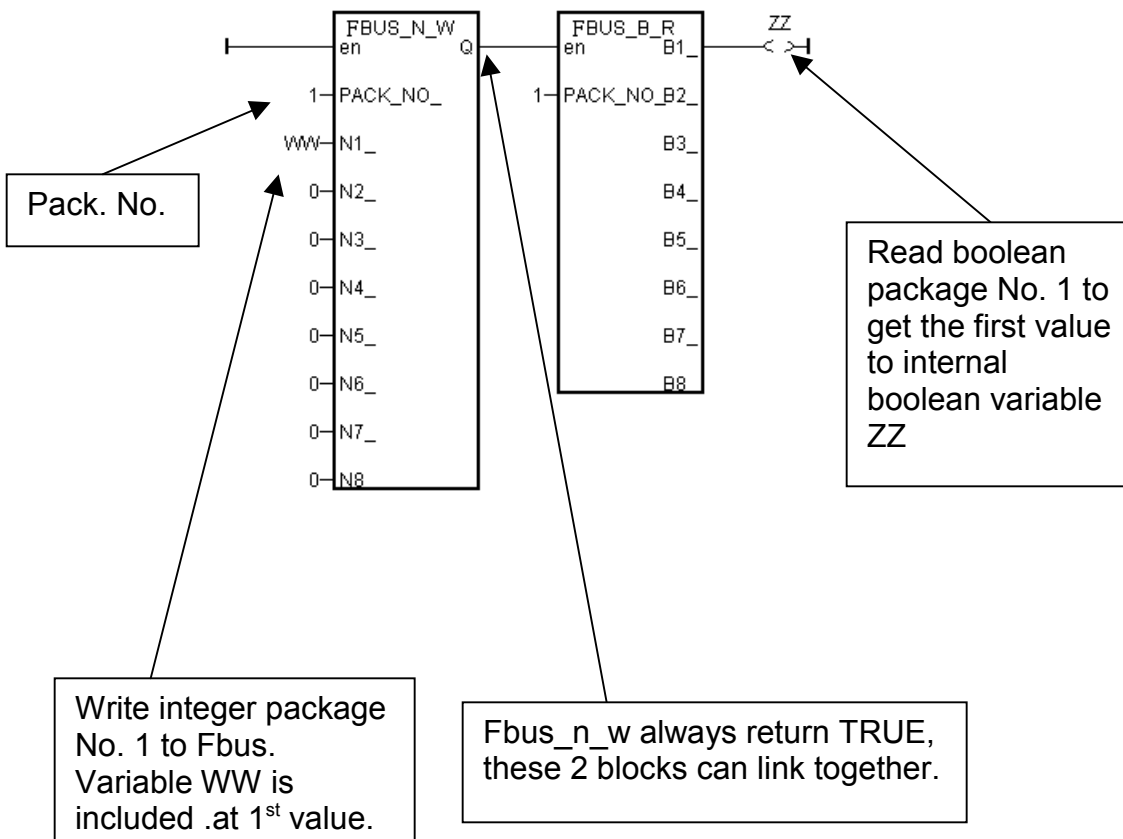 FBUS_N_W
en Q
1 PACK_NO_
WW N1_
0 N2_
0 N3_
0 N4_
0 N5_
0 N6_
0 N7_
0 N8
FBUS_B_R
en B1_
1 PACK_NO_B2_
B3_
B4_
B5_
B6_
B7_
B8
ZZ
Pack. No.
Read boolean
package No. 1 to
get the first value
to internal
boolean variable
ZZ
Write integer package
No. 1 to Fbus.
Variable WW is
included .at 1st value.
Fbus_n_w always return TRUE,
these 2 blocks can link together.